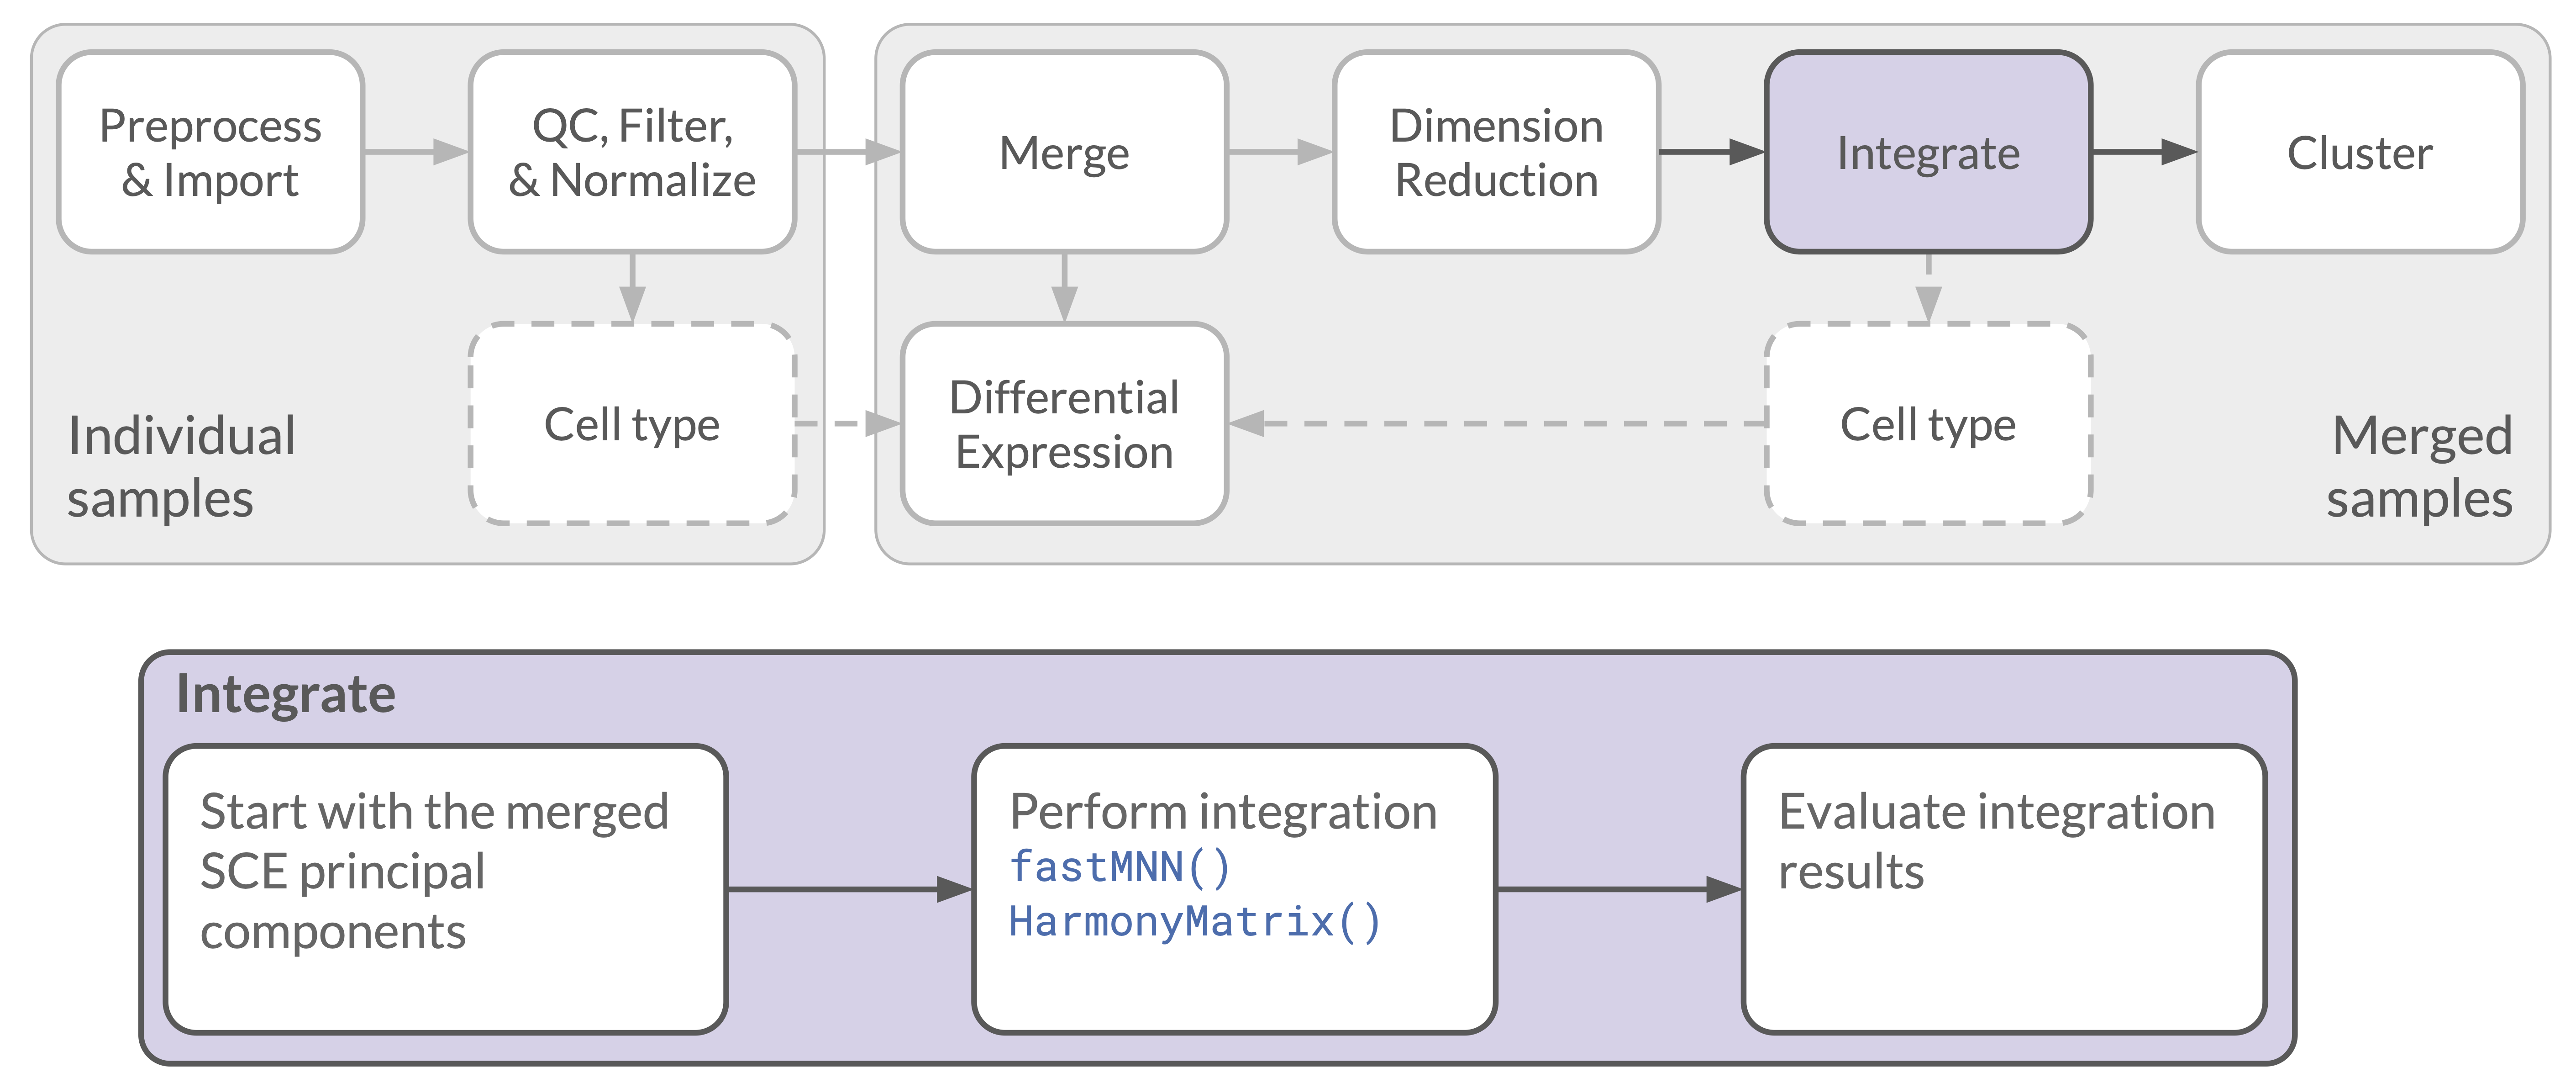 Preprocess
& Import
QC, Filter,
& Normalize
Merge
Dimension
Reduction
Integrate
Cluster
Individual
samples
Cell type
Differential
Expression
Cell type
Merged
samples
Integrate
Start with the merged
SCE principal
components
Perform integration
fastMNN()
HarmonyMatrix()
Evaluate integration
results